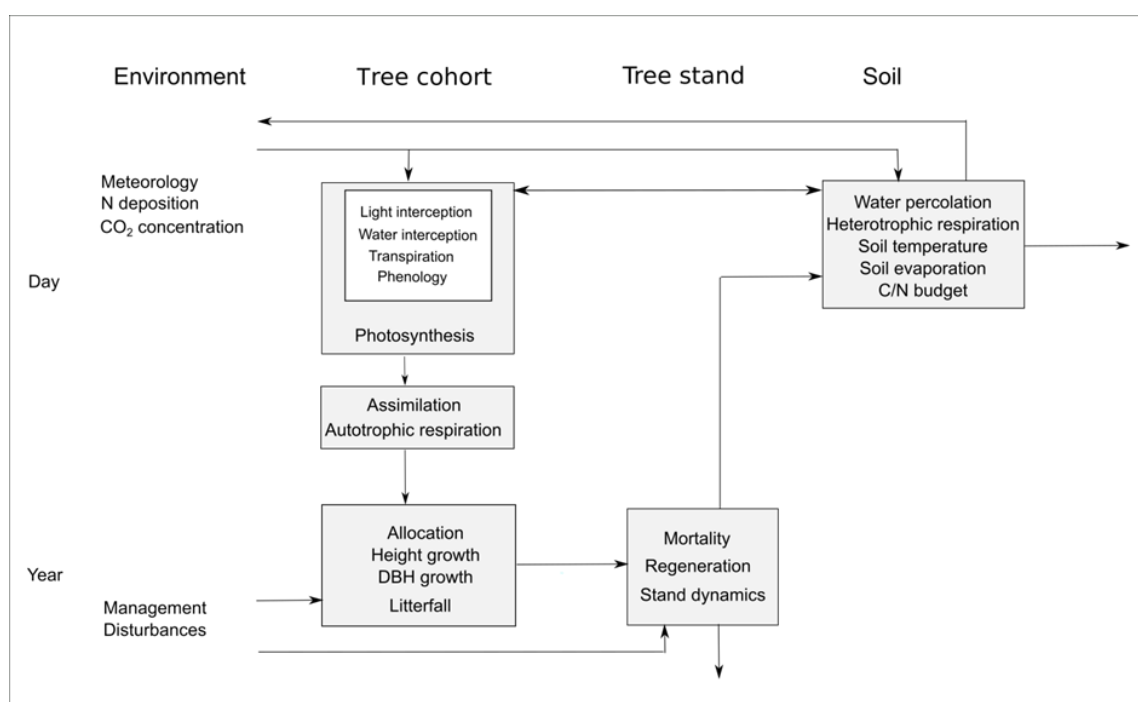 Environment
Tree cohort
Tree stand
Soil
Meteorology
N deposition
CO₂ concentration
Day
Light interception
Water interception
Transpiration
Phenology
Photosynthesis
Water percolation
Heterotrophic respiration
Soil temperature
Soil evaporation
C/N budget
Assimilation
Autotrophic respiration
Year
Management
Disturbances
Allocation
Height growth
DBH growth
Litterfall
Mortality
Regeneration
Stand dynamics